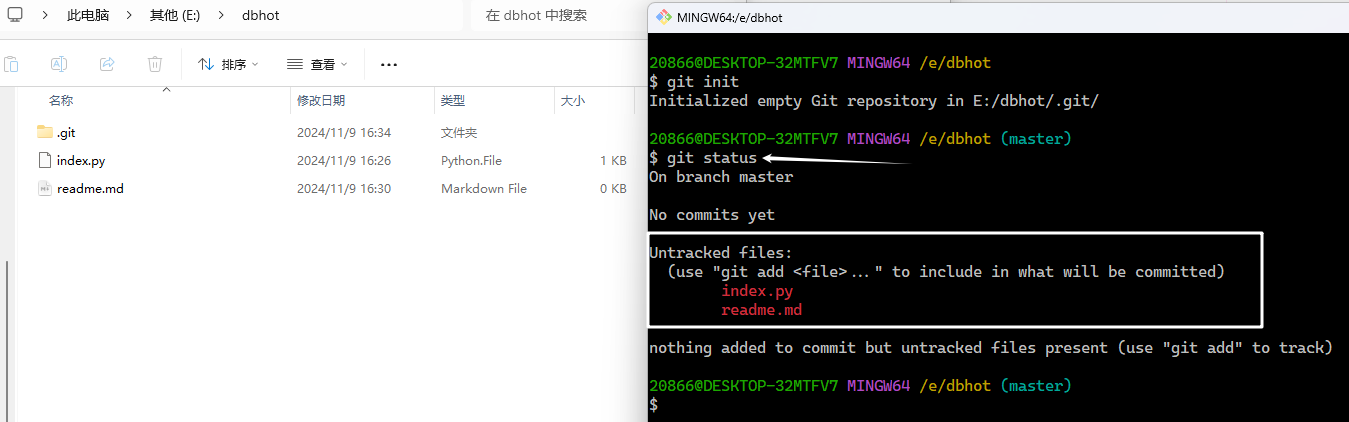 此电脑 > 其他 (E:) > dbhot
在 dbhot 中搜索
排序 查看 ...
名称 修改日期 类型 大小
.git 2024/11/9 16:34 文件夹
index.py 2024/11/9 16:26 Python.File 1 KB
readme.md 2024/11/9 16:30 Markdown File 0 KB
MINGW64:/e/dbhot
20866@DESKTOP-32MTFV7 MINGW64 /e/dbhot
$ git init
Initialized empty Git repository in E:/dbhot/.git/
20866@DESKTOP-32MTFV7 MINGW64 /e/dbhot (master)
$ git status
On branch master
No commits yet
Untracked files:
(use "git add <file>..." to include in what will be committed)
index.py
readme.md
nothing added to commit but untracked files present (use "git add" to track)
20866@DESKTOP-32MTFV7 MINGW64 /e/dbhot (master)
$